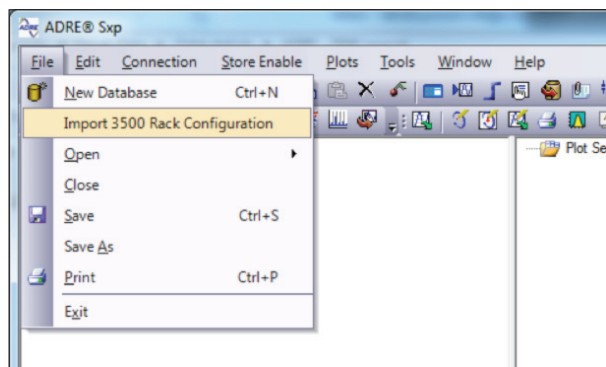 ADRE® Sxp
File Edit Connection Store Enable Plots Tools Window Help
New Database Ctrl+N
Import 3500 Rack Configuration
Open
Close
Save Ctrl+S
Save As
Print Ctrl+P
Exit
Plot Se